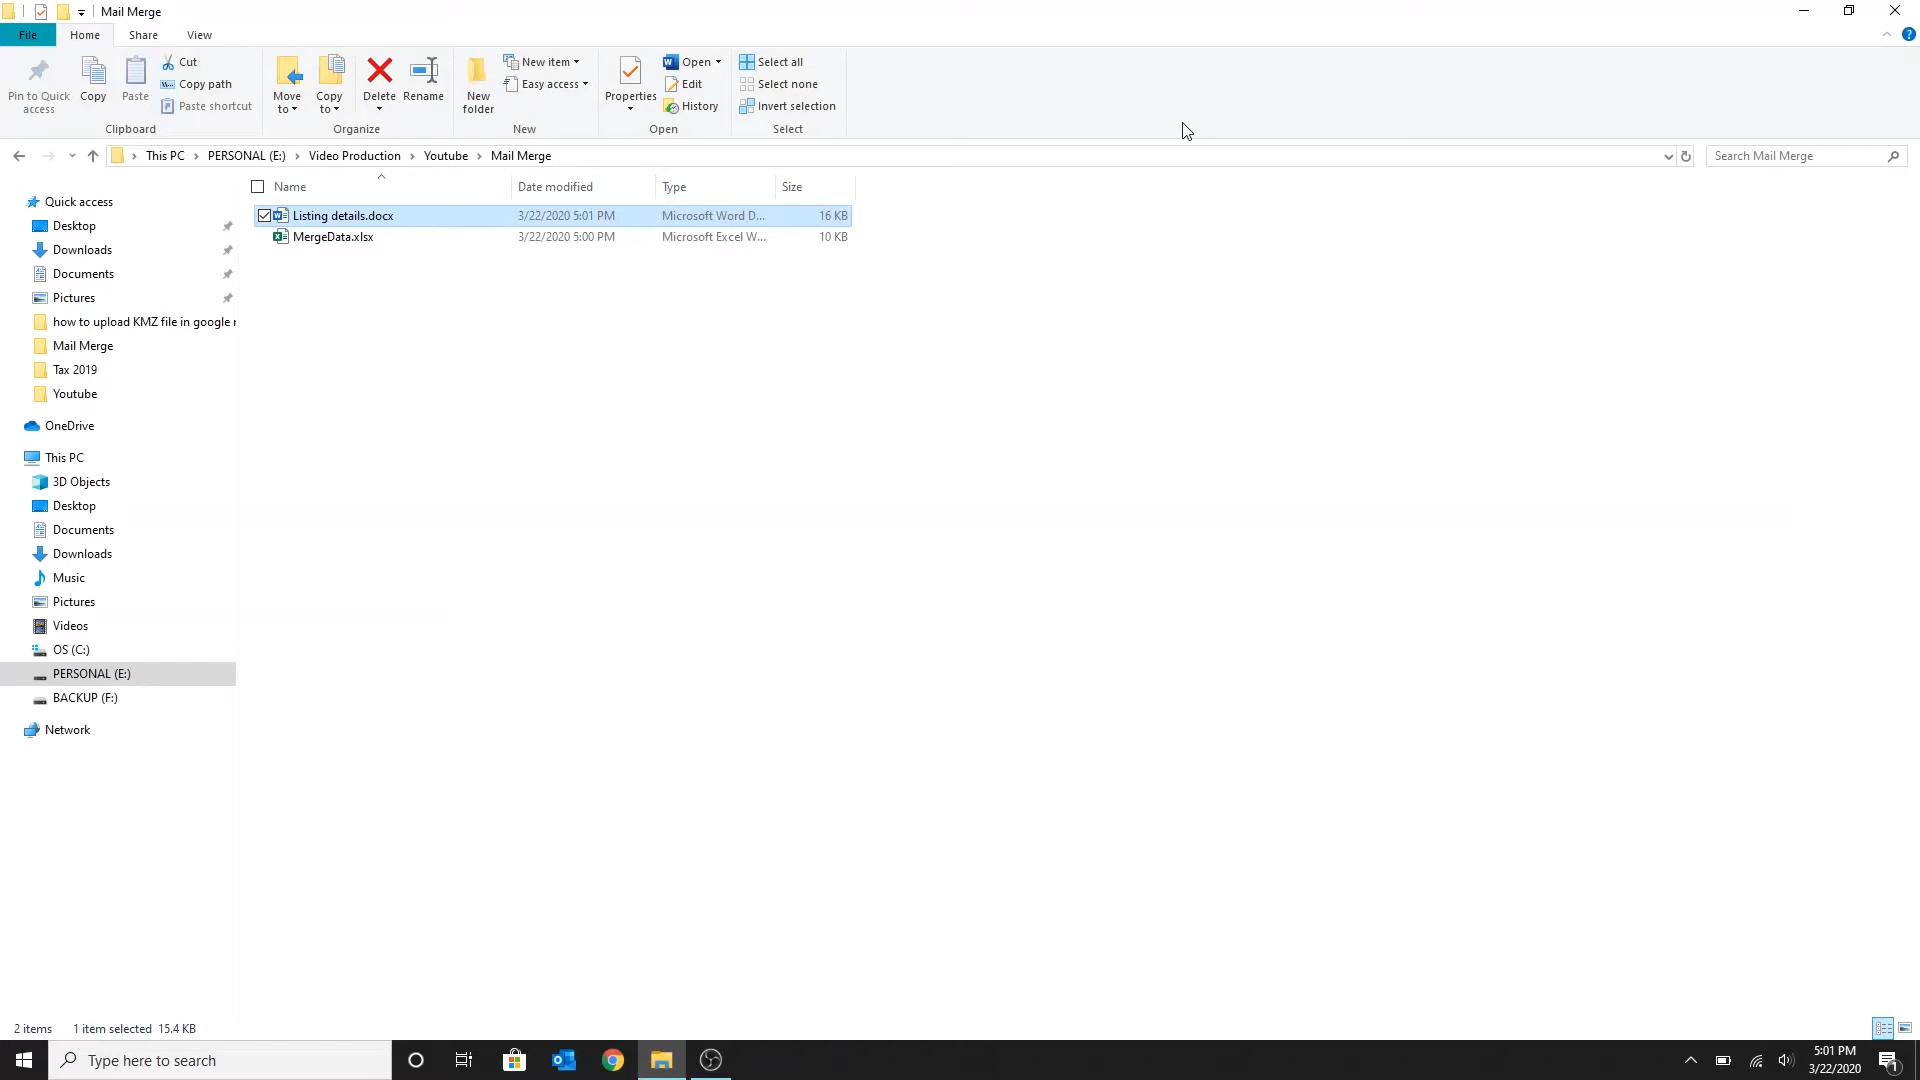 Mail Merge
File Home Share View
Pin to Quick access
Copy
Paste
Cut
Copy path
Paste shortcut
Clipboard
Move to
Copy to
Delete
Rename
Organize
New folder
New item
Easy access
New
Properties
Open
Edit
History
Open
Select all
Select none
Invert selection
Select
This PC > PERSONAL (E:) > Video Production > Youtube > Mail Merge
Search Mail Merge
Name Date modified Type Size
Listing details.docx 3/22/2020 5:01 PM Microsoft Word D... 16 KB
MergeData.xlsx 3/22/2020 5:00 PM Microsoft Excel W... 10 KB
Quick access
Desktop
Downloads
Documents
Pictures
how to upload KMZ file in google
Mail Merge
Tax 2019
Youtube
OneDrive
This PC
3D Objects
Desktop
Documents
Downloads
Music
Pictures
Videos
OS (C:)
PERSONAL (E:)
BACKUP (F:)
Network
2 items 1 item selected 15.4 KB
Type here to search
5:01 PM
3/22/2020
1